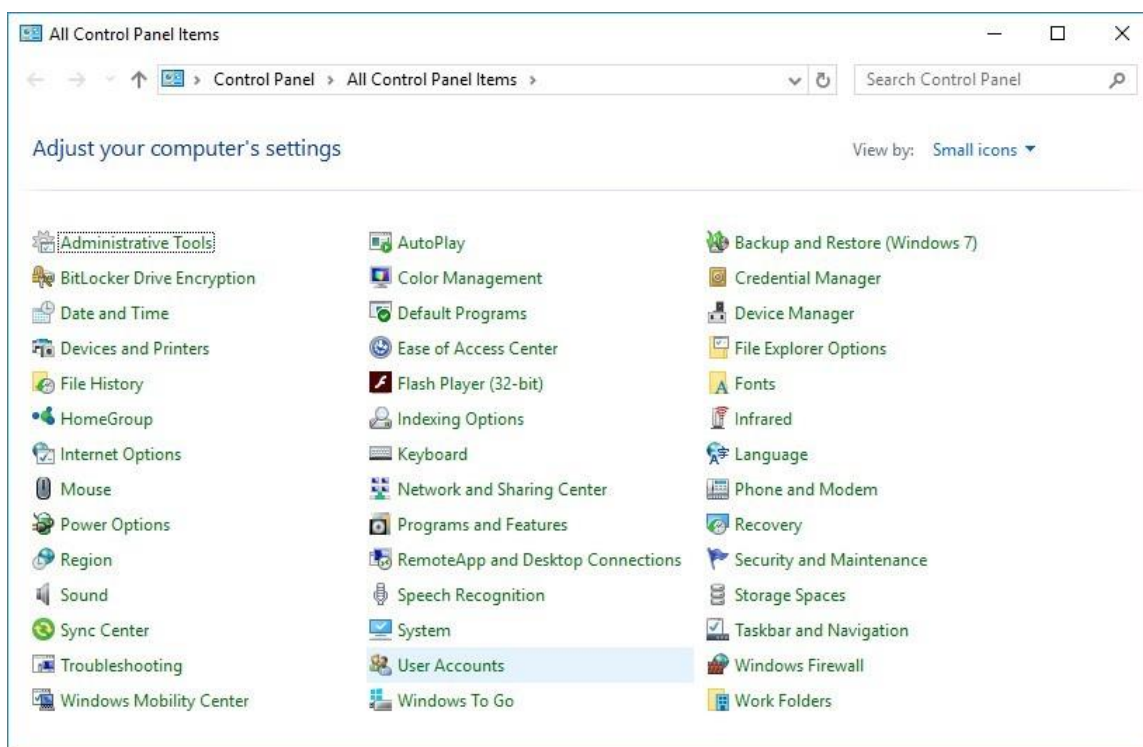 All Control Panel Items
Control Panel > All Control Panel Items >
Search Control Panel
Adjust your computer's settings
View by: Small icons
Administrative Tools AutoPlay Backup and Restore (Windows 7)
BitLocker Drive Encryption Color Management Credential Manager
Date and Time Default Programs Device Manager
Devices and Printers Ease of Access Center File Explorer Options
File History Flash Player (32-bit) Fonts
HomeGroup Indexing Options Infrared
Internet Options Keyboard Language
Mouse Network and Sharing Center Phone and Modem
Power Options Programs and Features Recovery
Region RemoteApp and Desktop Connections Security and Maintenance
Sound Speech Recognition Storage Spaces
Sync Center System Taskbar and Navigation
Troubleshooting User Accounts Windows Firewall
Windows Mobility Center Windows To Go Work Folders